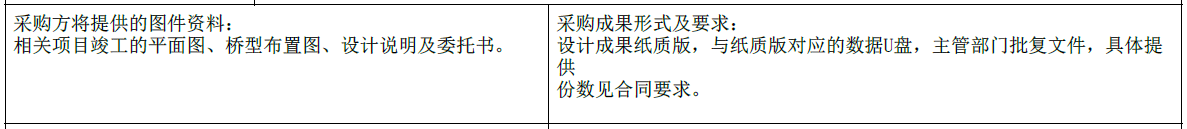 采购方将提供的图件资料：
相关项目竣工的平面图、桥型布置图、设计说明及委托书。
采购成果形式及要求：
设计成果纸质版，与纸质版对应的数据U盘，主管部门批复文件，具体提
供
份数见合同要求。